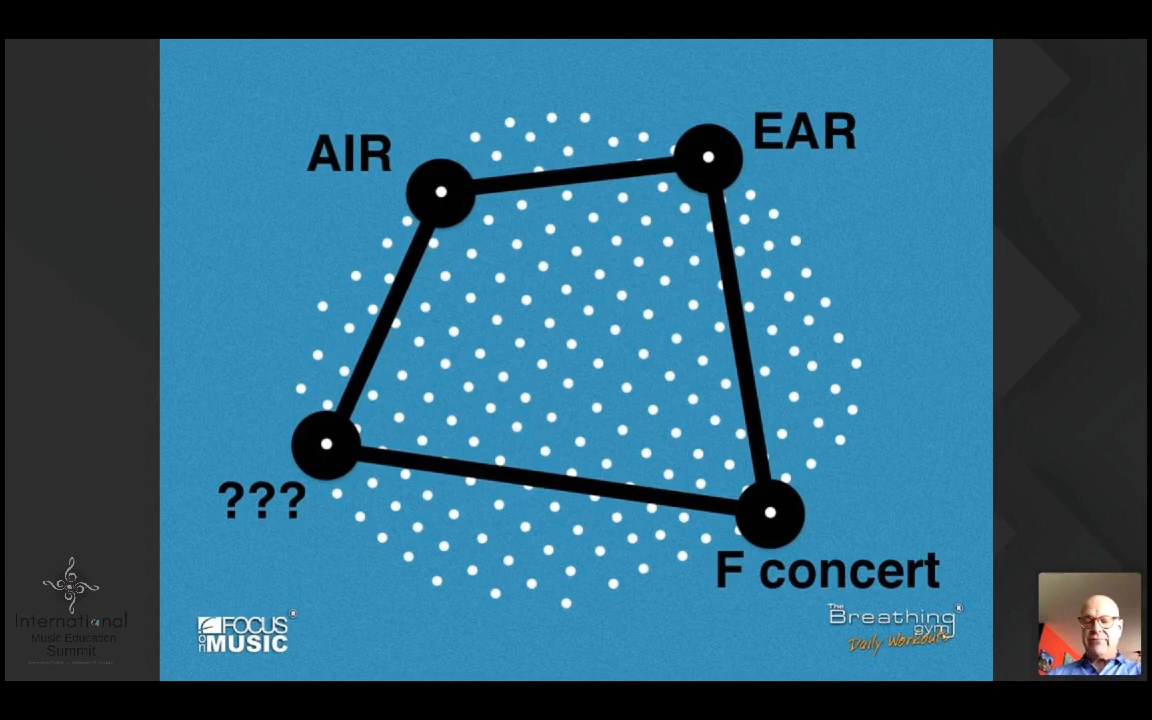 AIR
EAR
???
F concert
FOCUS
on MUSIC
The Breathing gym
Daily Workouts
International
Music Education
Summit